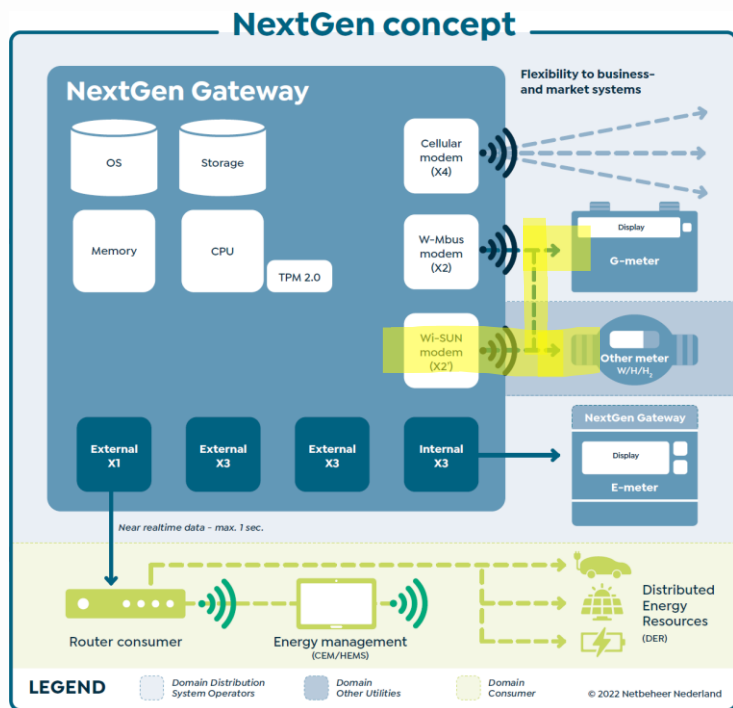 NextGen concept
NextGen Gateway
Flexibility to business-
and market systems
OS
Storage
Cellular
modem
(X4)
Memory
CPU
TPM 2.0
W-Mbus
modem
(X2)
Display
G-meter
Wi-SUN
modem
(X2')
Other meter
W/H/H₂
External
X1
External
X3
External
X3
Internal
X3
NextGen Gateway
Display
E-meter
Near realtime data - max. 1 sec.
Router consumer
Energy management
(CEM/HEMS)
Distributed
Energy
Resources
(DER)
LEGEND
Domain Distribution
System Operators
Domain
Other Utilities
Domain
Consumer
© 2022 Netbeheer Nederland